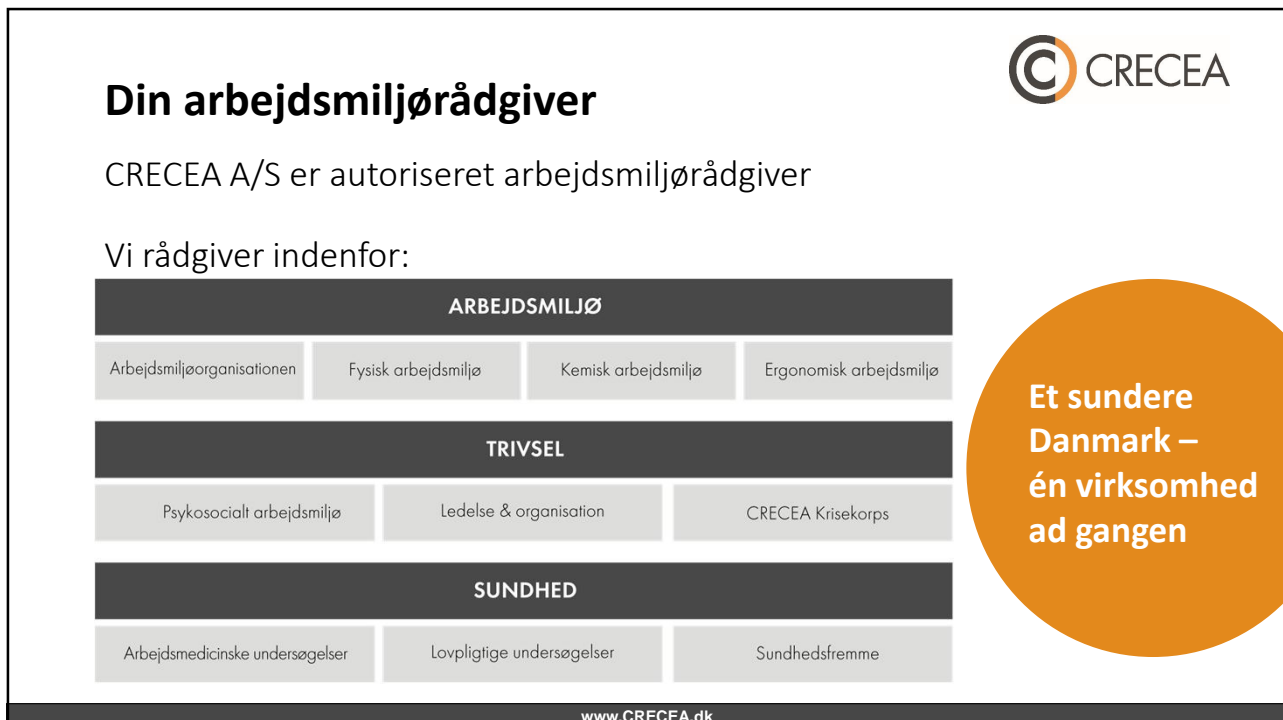 CRECEA
Din arbejdsmiljørådgiver
CRECEA A/S er autoriseret arbejdsmiljørådgiver
Vi rådgiver indenfor:
ARBEJDSMILJØ
Arbejdsmiljøorganisationen
Fysisk arbejdsmiljø
Kemisk arbejdsmiljø
Ergonomisk arbejdsmiljø
TRIVSEL
Psykosocialt arbejdsmiljø
Ledelse & organisation
CRECEA Krisekorps
SUNDHED
Arbejdsmedicinske undersøgelser
Lovpligtige undersøgelser
Sundhedsfremme
Et sundere
Danmark –
én virksomhed
ad gangen
www.CRECEA.dk